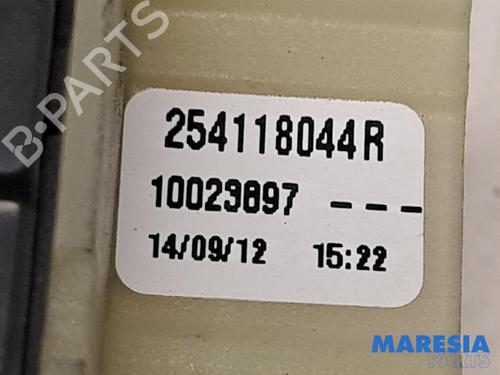 B-PARTS
254118044R
10023897 ---
14/09/12 15:22
MARESIA
PARTS